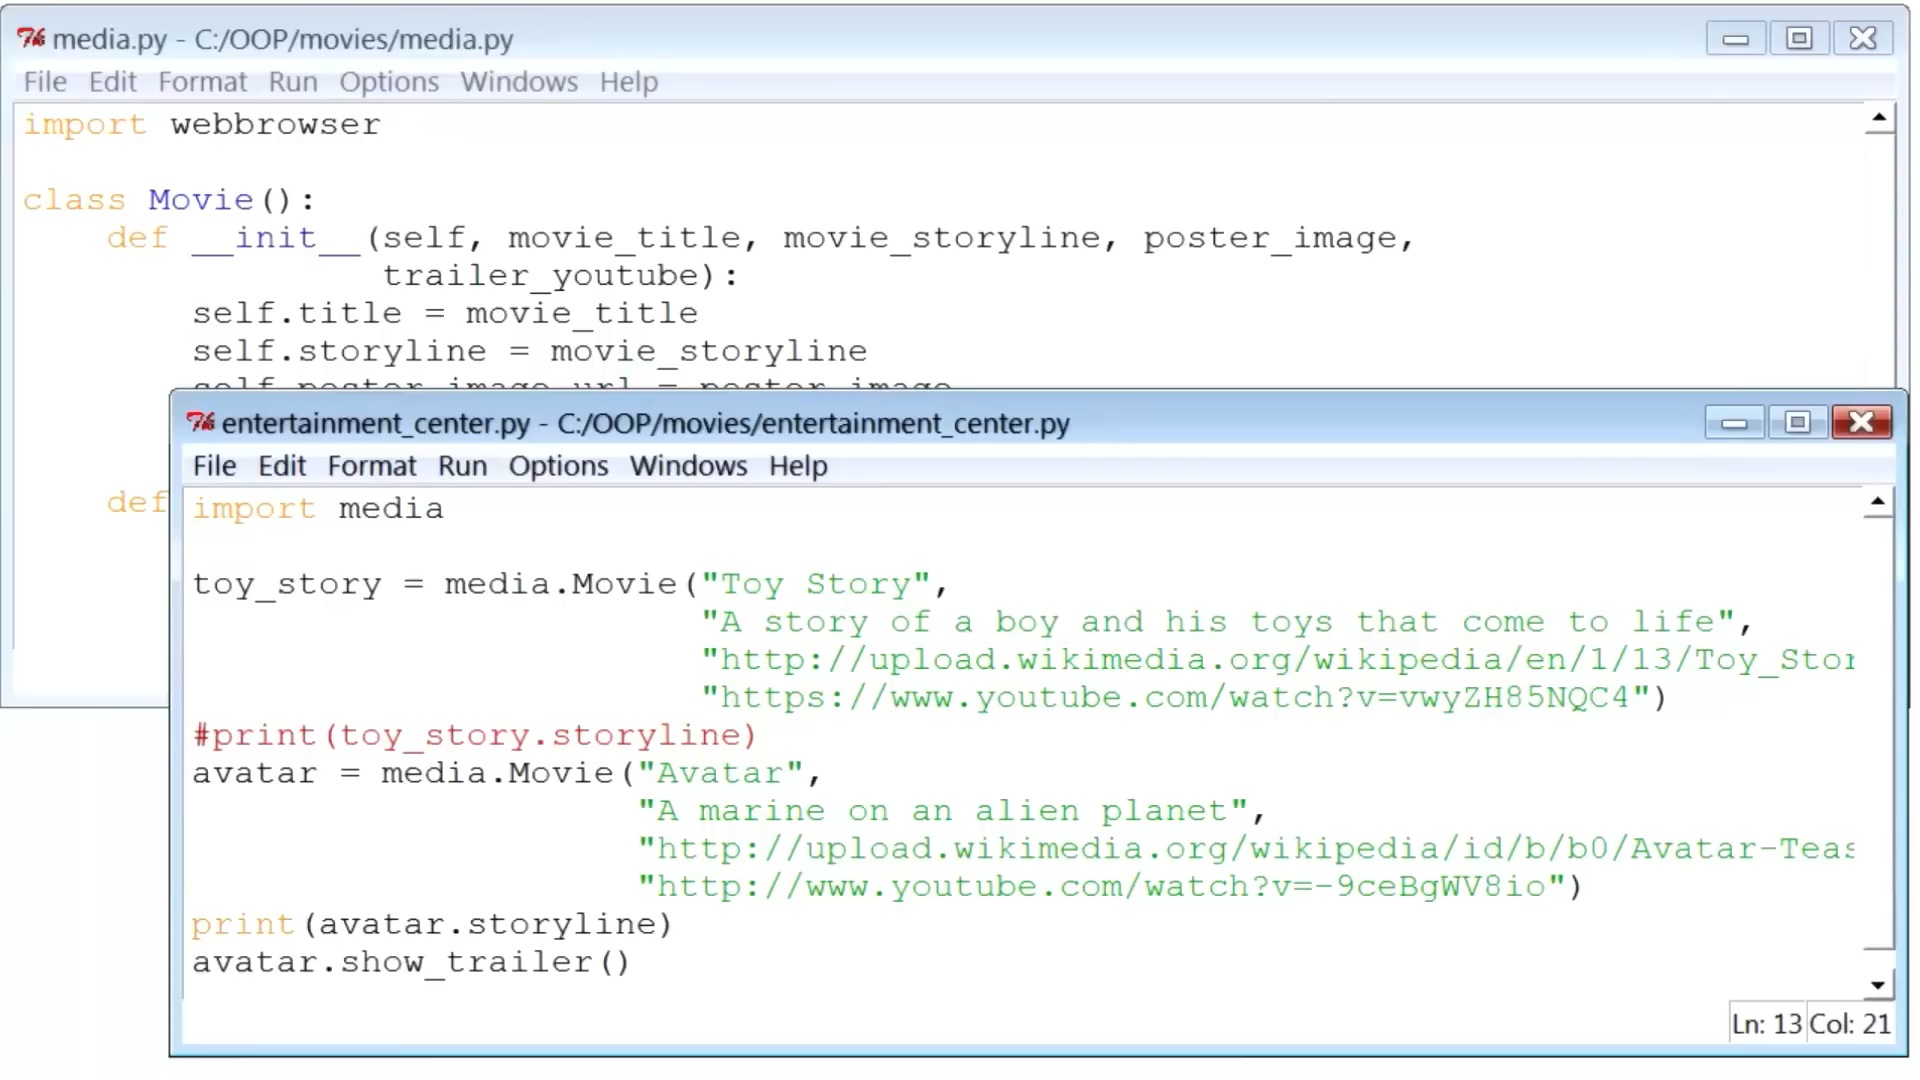 media.py - C:/OOP/movies/media.py
File Edit Format Run Options Windows Help
import webbrowser
class Movie():
def __init__(self, movie_title, movie_storyline, poster_image,
trailer_youtube):
self.title = movie_title
self.storyline = movie_storyline
self.poster_image_url = poster_image
def
entertainment_center.py - C:/OOP/movies/entertainment_center.py
File Edit Format Run Options Windows Help
import media
toy_story = media.Movie("Toy Story",
"A story of a boy and his toys that come to life",
"http://upload.wikimedia.org/wikipedia/en/1/13/Toy_Stor
"https://www.youtube.com/watch?v=vwyZH85NQC4")
#print(toy_story.storyline)
avatar = media.Movie("Avatar",
"A marine on an alien planet",
"http://upload.wikimedia.org/wikipedia/id/b/b0/Avatar-Teas
"http://www.youtube.com/watch?v=-9ceBgWV8io")
print(avatar.storyline)
avatar.show_trailer()
Ln: 13 Col: 21